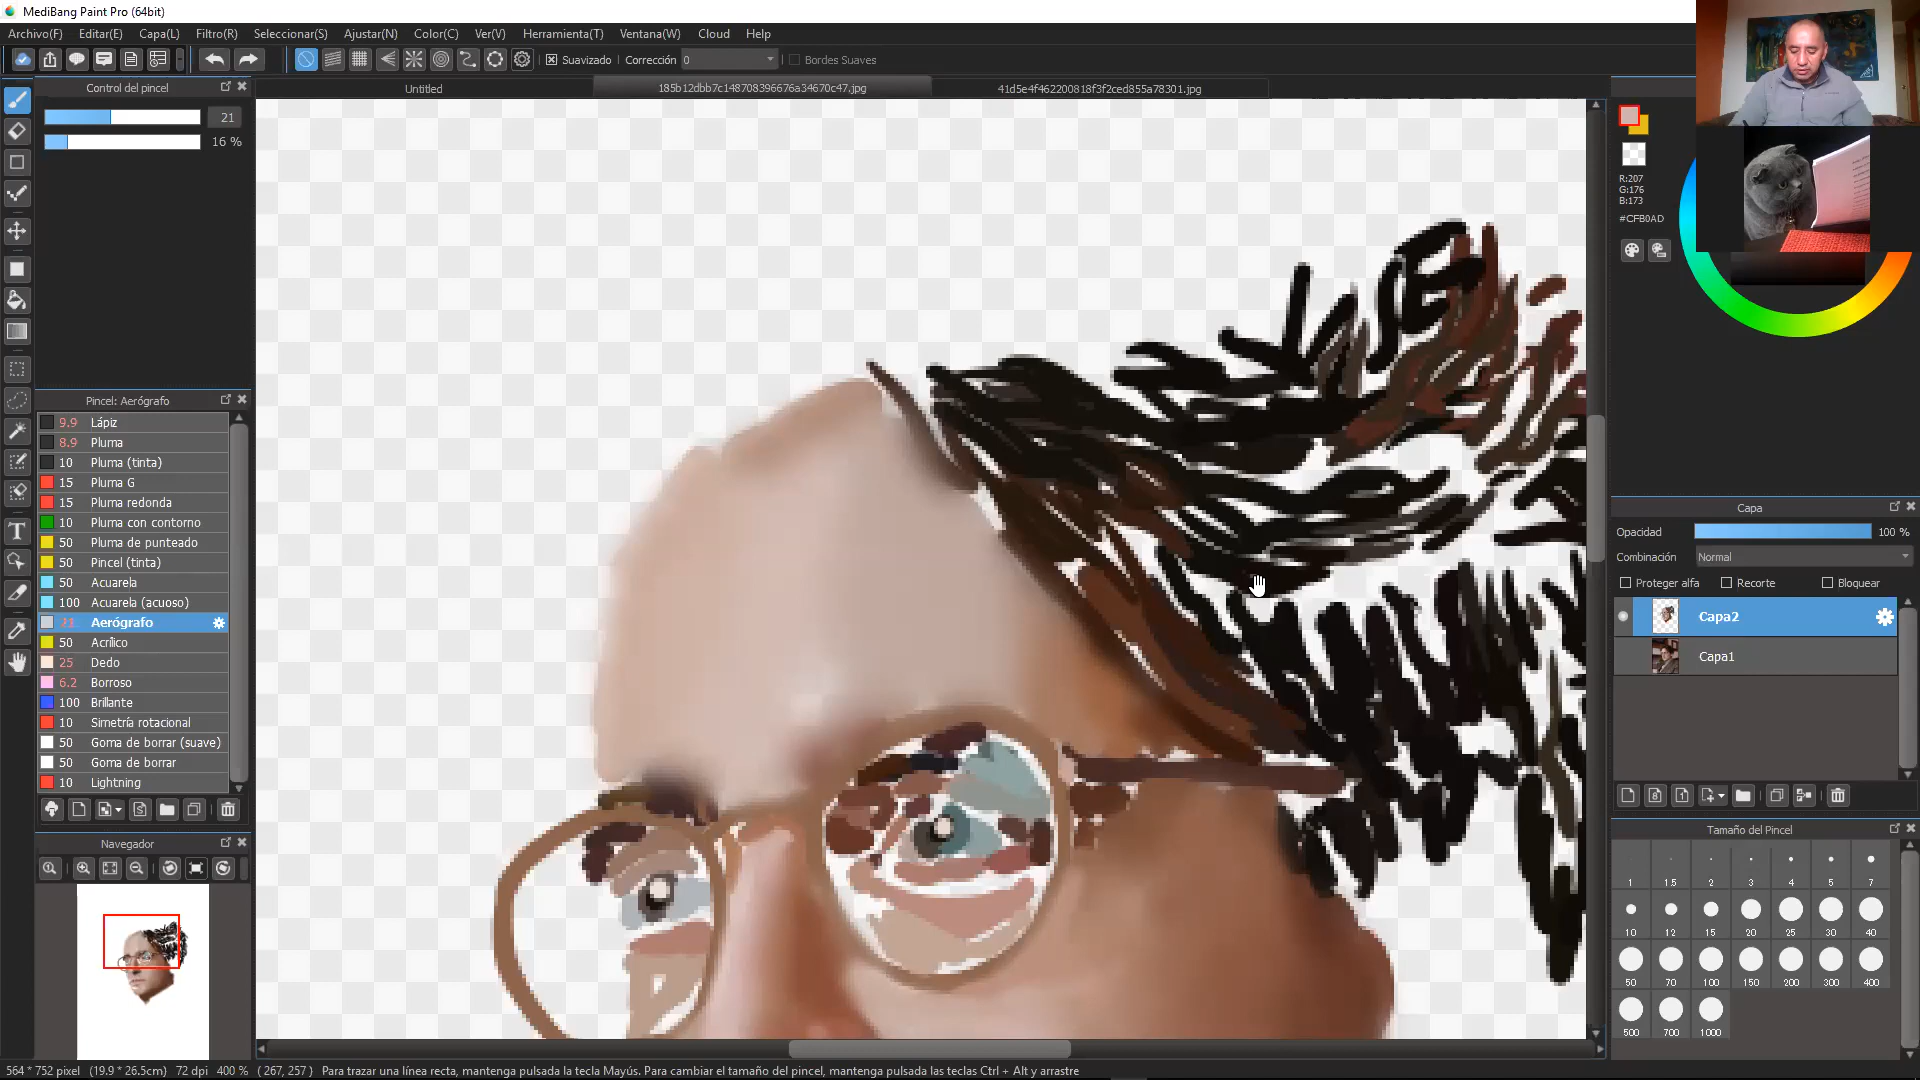 MediBang Paint Pro (64bit)
Archivo(F) Editar(E) Capa(L) Filtro(R) Seleccionar(S) Ajustar(N) Color(C) Ver(V) Herramienta(T) Ventana(W) Cloud Help
Suavizado Corrección 0 Bordes Suaves
Control del pincel
Untitled 185b12dbb7c148708396676a34670c47.jpg 41d5e4f462200818f3f2ced855a78301.jpg
21
16 %
R:207
G:176
B:173
#CFB0AD
Pincel: Aerógrafo
9.9 Lápiz
8.9 Pluma
10 Pluma (tinta)
15 Pluma G
15 Pluma redonda
10 Pluma con contorno
50 Pluma de punteado
50 Pincel (tinta)
50 Acuarela
100 Acuarela (acuoso)
21 Aerógrafo
50 Acrílico
25 Dedo
6.2 Borroso
100 Brillante
10 Simetría rotacional
50 Goma de borrar (suave)
50 Goma de borrar
10 Lightning
Capa
Opacidad 100 %
Combinación Normal
Proteger alfa Recorte Bloquear
Capa2
Capa1
Navegador
Tamaño del Pincel
1 1.5 2 3 4 5 7
10 12 15 20 25 30 40
50 70 100 150 200 300 400
500 700 1000
564 * 752 pixel (19.9 * 26.5cm) 72 dpi 400 % ( 267, 257 ) Para trazar una línea recta, mantenga pulsada la tecla Mayús. Para cambiar el tamaño del pincel, mantenga pulsadas las teclas Ctrl + Alt y arrastre